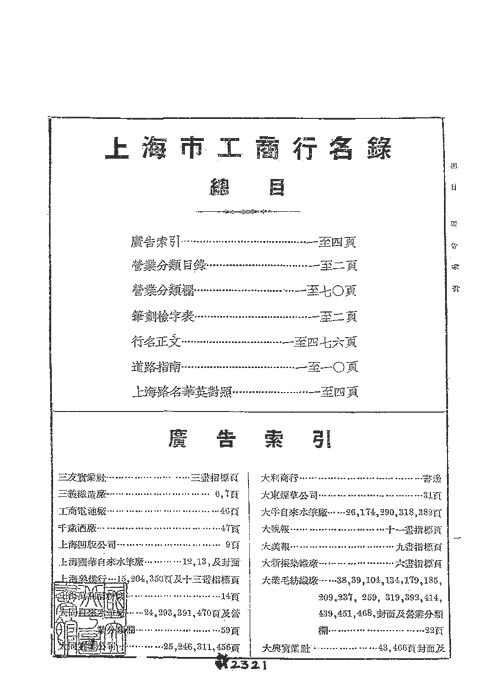 上海市工商行名錄
總目
廣告索引……一至四頁
營業分類目錄……一至二頁
營業分類欄……一至七〇頁
筆劃檢字表……一至二頁
行名正文……一至四七六頁
道路指南……一至一〇頁
上海路名華英對照……一至四頁
廣告索引
三友實業社……三畫指標頁
三義鐵造廠……6,7頁
工商電池廠……46頁
千義酒廠……47頁
上海製版公司……9頁
上海國華自來水筆廠……12,13,及封面
15,204,350頁及十三畫指標頁
14頁
24,293,391,470頁及營
業分類欄……59頁
25,246,311,456頁
大利商行……書邊
大東煙草公司……31頁
大孚自來水筆廠……26,174,290,318,389頁
大晚報……十一畫指標頁
大美報……九畫指標頁
大新振染織廠……六畫指標頁
大業毛紡織廠……38,39,104,134,179,185,
209,237,259,319,393,414,
439,451,468,封面及營業分類
欄……22頁
大興實業社……43,466頁封面及
2321